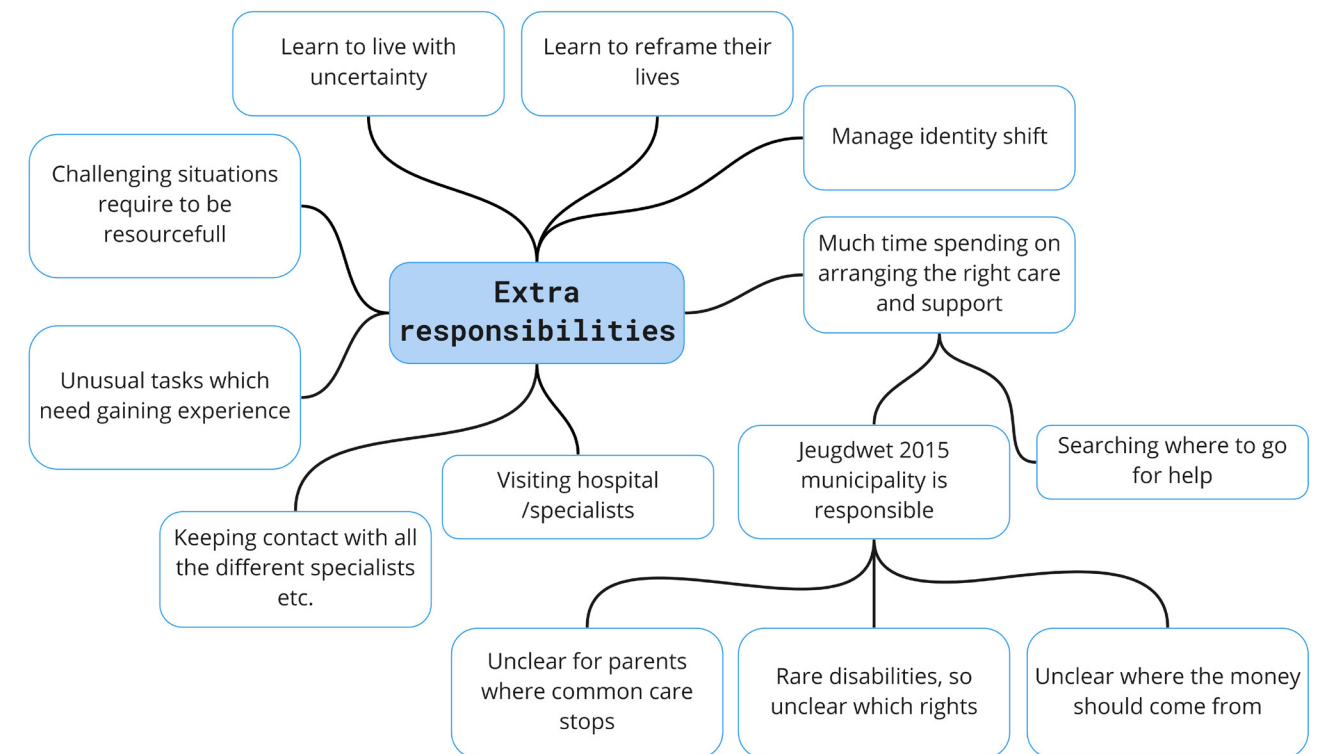 Learn to live with
uncertainty
Learn to reframe their
lives
Manage identity shift
Challenging situations
require to be
resourcefull
Much time spending on
arranging the right care
and support
Extra
responsibilities
Unusual tasks which
need gaining experience
Visiting hospital
/specialists
Jeugdwet 2015
municipality is
responsible
Searching where to go
for help
Keeping contact with all
the different specialists
etc.
Unclear for parents
where common care
stops
Rare disabilities, so
unclear which rights
Unclear where the money
should come from